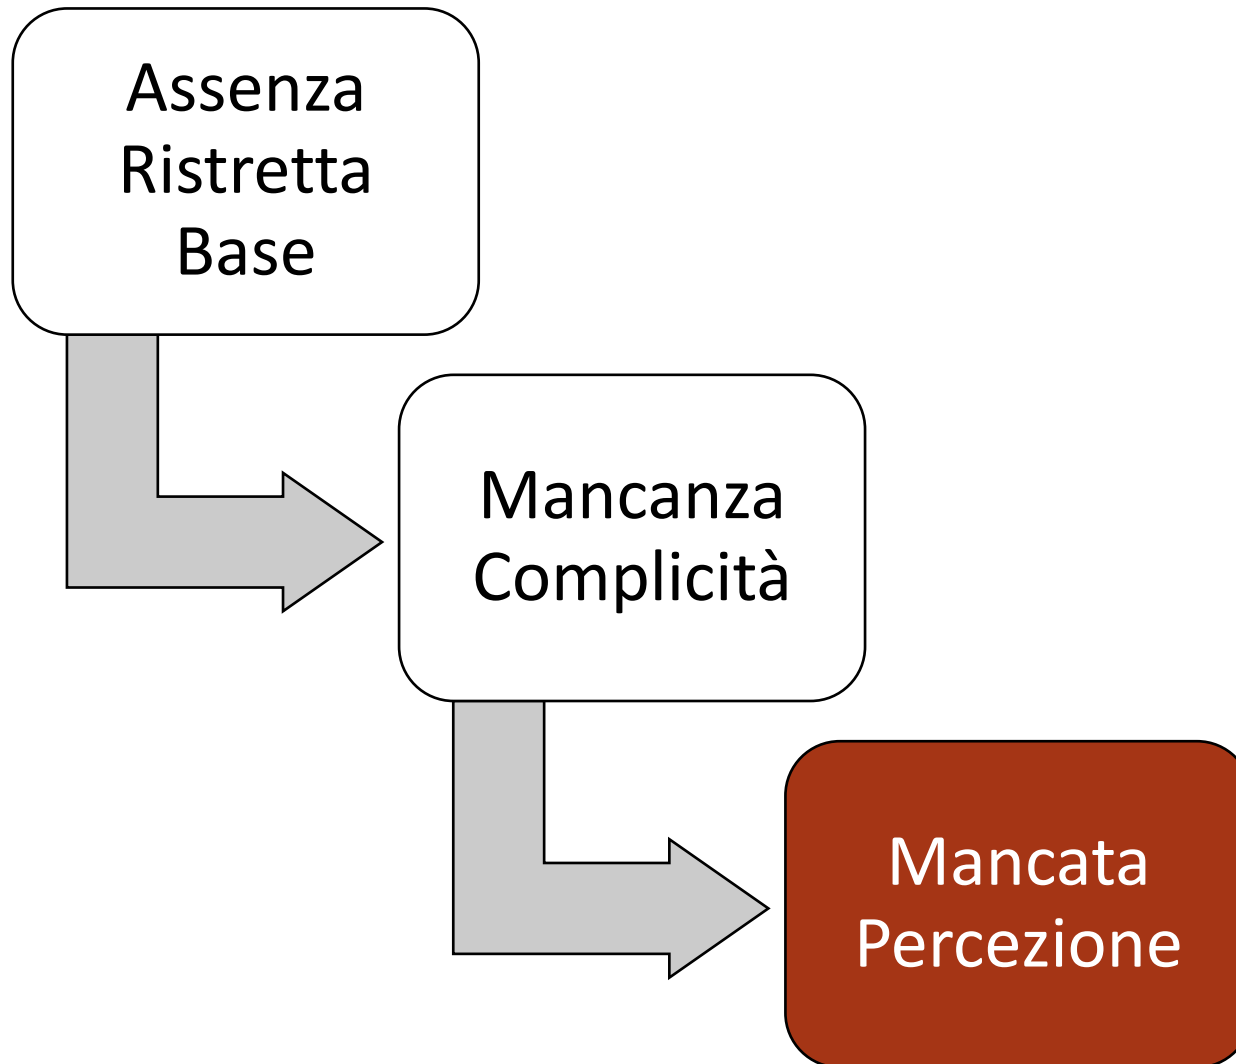 Assenza
Ristretta
Base
Mancanza
Complicità
Mancata
Percezione